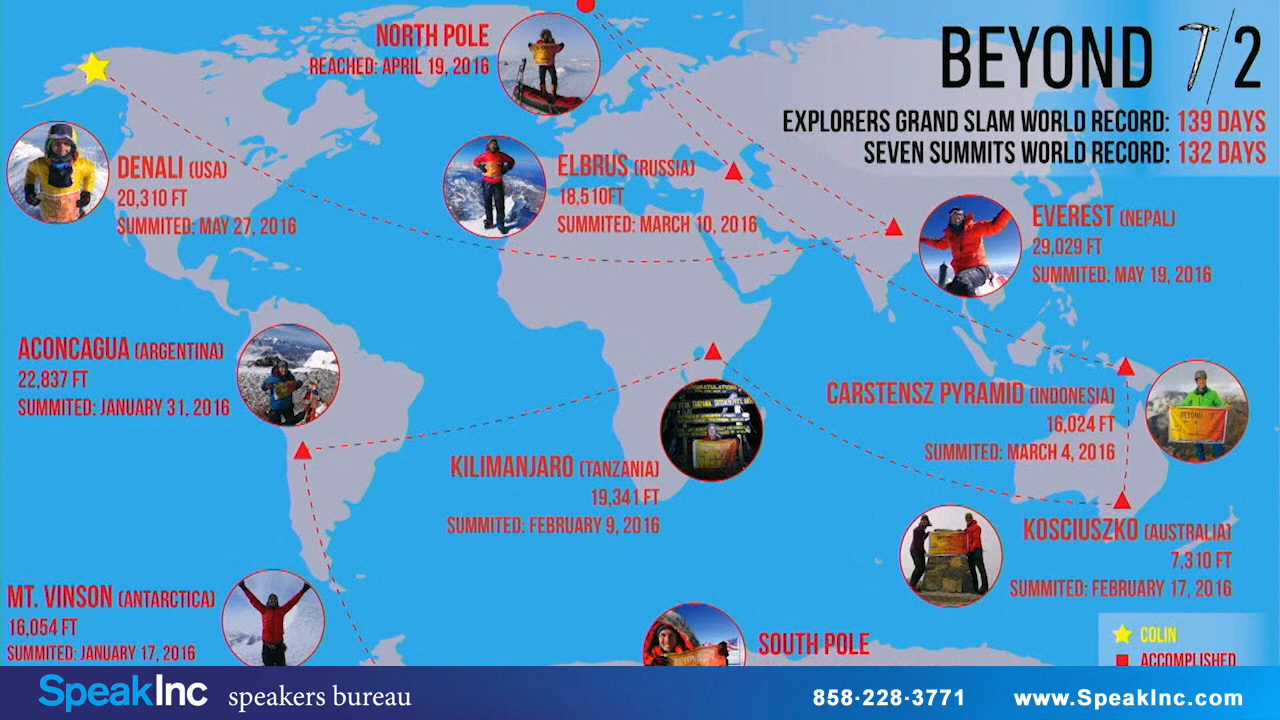 NORTH POLE
REACHED: APRIL 19, 2016
BEYOND 7/2
EXPLORERS GRAND SLAM WORLD RECORD: 139 DAYS
SEVEN SUMMITS WORLD RECORD: 132 DAYS
DENALI (USA)
20,310 FT
SUMMITED: MAY 27, 2016
ELBRUS (RUSSIA)
18,510FT
SUMMITED: MARCH 10, 2016
EVEREST (NEPAL)
29,029 FT
SUMMITED: MAY 19, 2016
ACONCAGUA (ARGENTINA)
22,837 FT
SUMMITED: JANUARY 31, 2016
CARSTENSZ PYRAMID (INDONESIA)
16,024 FT
SUMMITED: MARCH 4, 2016
BEYOND
KILIMANJARO (TANZANIA)
19,341 FT
SUMMITED: FEBRUARY 9, 2016
KOSCIUSZKO (AUSTRALIA)
7,310 FT
SUMMITED: FEBRUARY 17, 2016
MT. VINSON (ANTARCTICA)
16,054 FT
SUMMITED: JANUARY 17, 2016
SOUTH POLE
COLIN
ACCOMPLISHED
SpeakInc speakers bureau
858-228-3771
www.SpeakInc.com